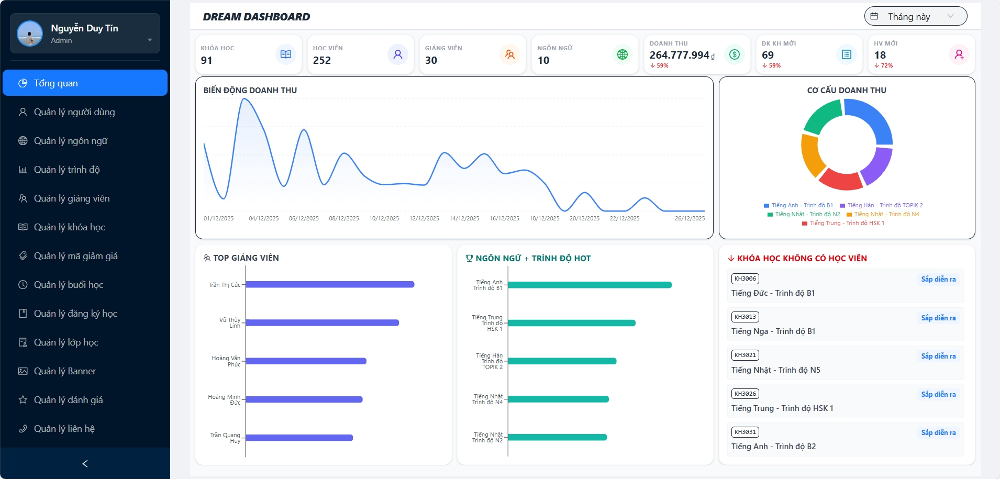 Nguyễn Duy Tín
Admin
Tổng quan
Quản lý người dùng
Quản lý ngôn ngữ
Quản lý trình độ
Quản lý giảng viên
Quản lý khóa học
Quản lý mã giảm giá
Quản lý buổi học
Quản lý đăng ký học
Quản lý lớp học
Quản lý Banner
Quản lý đánh giá
Quản lý liên hệ
DREAM DASHBOARD
Tháng này
KHÓA HỌC
91
HỌC VIÊN
252
GIẢNG VIÊN
30
NGÔN NGỮ
10
DOANH THU
264.777.994 ₫
59%
ĐK KH MỚI
69
59%
HV MỚI
18
72%
BIẾN ĐỘNG DOANH THU
01/12/2025 04/12/2025 06/12/2025 08/12/2025 10/12/2025 12/12/2025 14/12/2025 16/12/2025 18/12/2025 20/12/2025 22/12/2025 26/12/2025
CƠ CẤU DOANH THU
Tiếng Anh - Trình độ B1 Tiếng Hàn - Trình độ TOPIK 2
Tiếng Nhật - Trình độ N2 Tiếng Nhật - Trình độ N4
Tiếng Trung - Trình độ HSK 1
TOP GIẢNG VIÊN
Trần Thị Cúc
Vũ Thùy
Linh
Hoàng Văn
Phúc
Hoàng Minh
Đức
Trần Quang
Huy
NGÔN NGỮ + TRÌNH ĐỘ HOT
Tiếng Anh
Trình độ B1
Tiếng Trung
Trình độ
HSK 1
Tiếng Hàn
Trình độ
TOPIK 2
Tiếng Nhật
Trình độ N4
Tiếng Nhật
Trình độ N2
KHÓA HỌC KHÔNG CÓ HỌC VIÊN
KH3006 Sắp diễn ra
Tiếng Đức - Trình độ B1
KH3013 Sắp diễn ra
Tiếng Nga - Trình độ B1
KH3021 Sắp diễn ra
Tiếng Nhật - Trình độ N5
KH3026 Sắp diễn ra
Tiếng Trung - Trình độ HSK 1
KH3031 Sắp diễn ra
Tiếng Anh - Trình độ B2